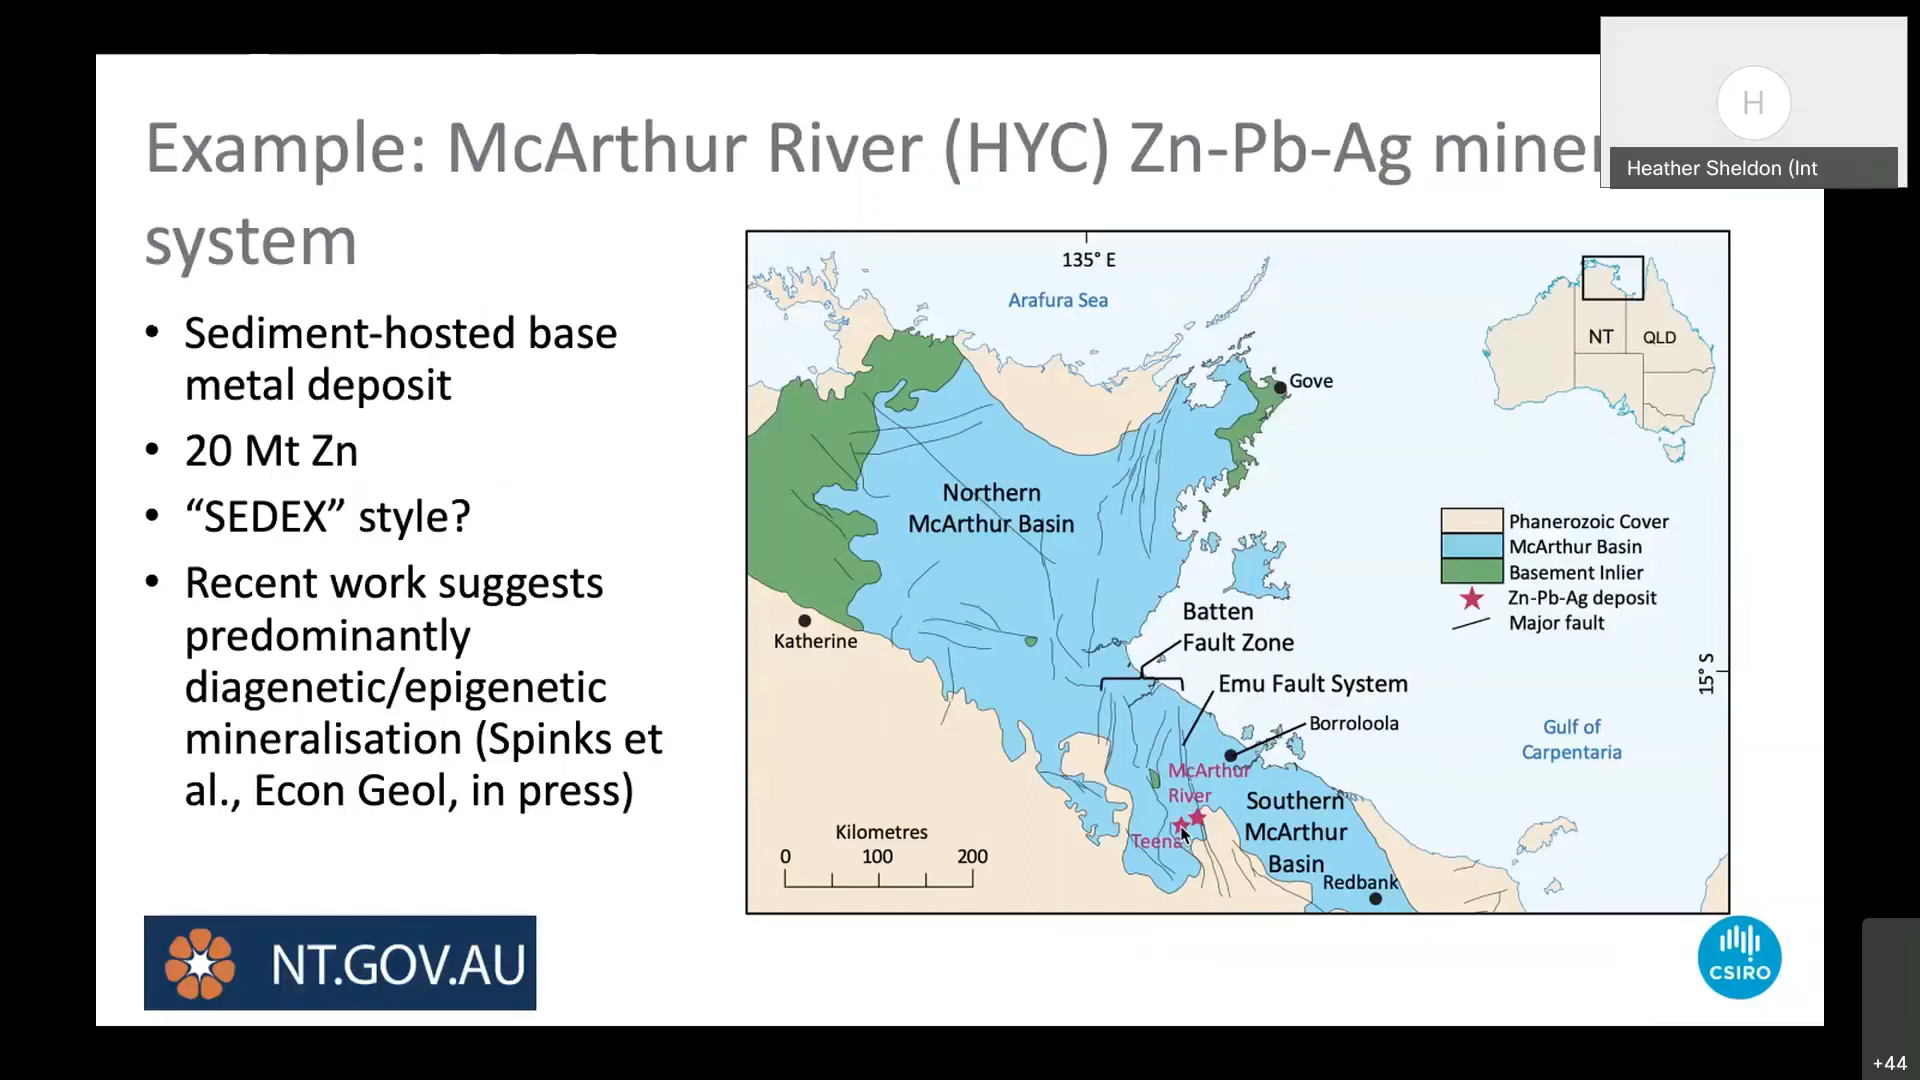 Example: McArthur River (HYC) Zn-Pb-Ag miner
system
• Sediment-hosted base
metal deposit
• 20 Mt Zn
• “SEDEX” style?
• Recent work suggests
predominantly
diagenetic/epigenetic
mineralisation (Spinks et
al., Econ Geol, in press)
135° E
Arafura Sea
Gove
NT
QLD
Northern
McArthur Basin
Phanerozoic Cover
McArthur Basin
Basement Inlier
Zn-Pb-Ag deposit
Major fault
Katherine
Batten
Fault Zone
Emu Fault System
Borroloola
15° S
Gulf of
Carpentaria
McArthur
River
Teena
Southern
McArthur
Basin
Redbank
Kilometres
0 100 200
NT.GOV.AU
CSIRO
H
Heather Sheldon (Int
+44